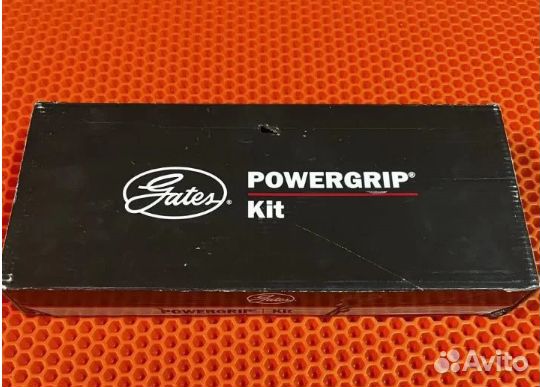 Gates®
POWERGRIP®
Kit
Gates
POWERGRIP | Kit
Avito